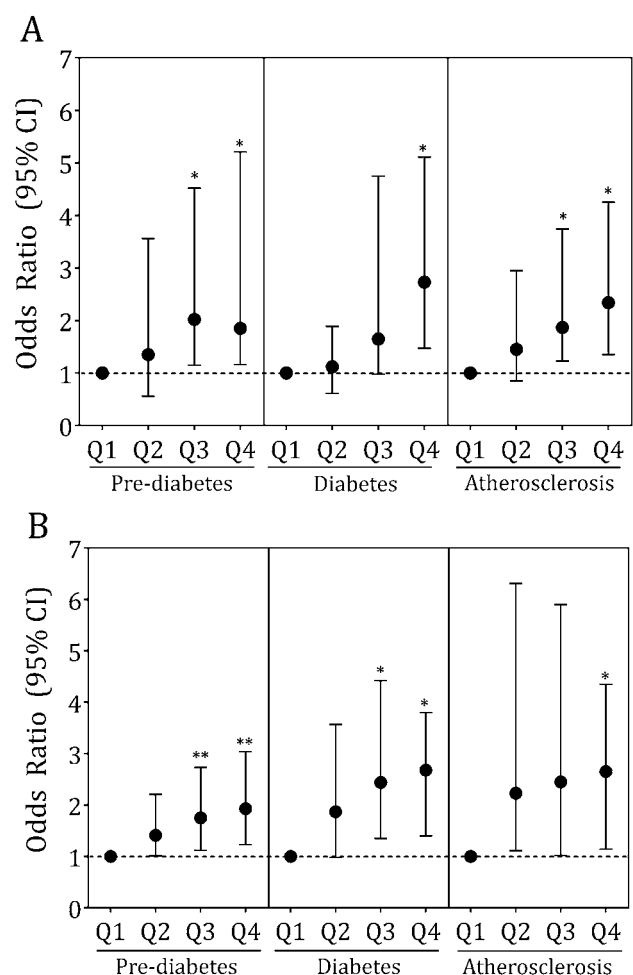 A
Odds Ratio (95% CI)
7
6
5
4
3
2
1
0
* * * * *
Q1 Q2 Q3 Q4 Q1 Q2 Q3 Q4 Q1 Q2 Q3 Q4
Pre-diabetes Diabetes Atherosclerosis
B
Odds Ratio (95% CI)
7
6
5
4
3
2
1
0
** ** * * *
Q1 Q2 Q3 Q4 Q1 Q2 Q3 Q4 Q1 Q2 Q3 Q4
Pre-diabetes Diabetes Atherosclerosis